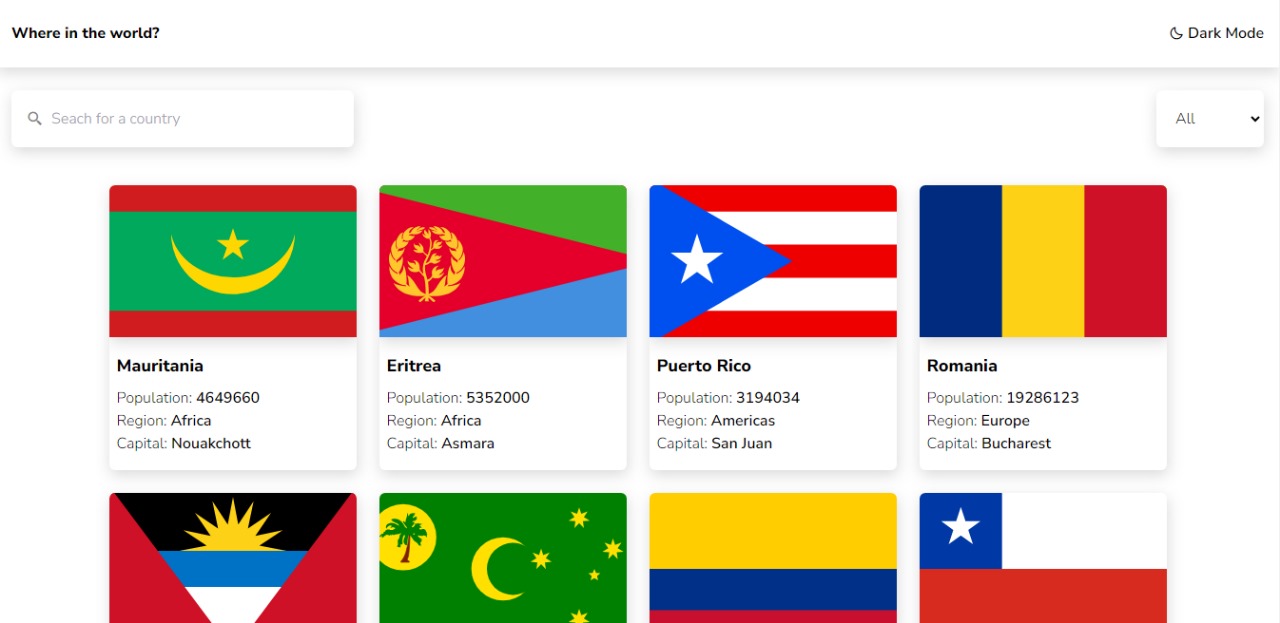 Where in the world?
Dark Mode
Seach for a country
All
Mauritania
Population: 4649660
Region: Africa
Capital: Nouakchott
Eritrea
Population: 5352000
Region: Africa
Capital: Asmara
Puerto Rico
Population: 3194034
Region: Americas
Capital: San Juan
Romania
Population: 19286123
Region: Europe
Capital: Bucharest